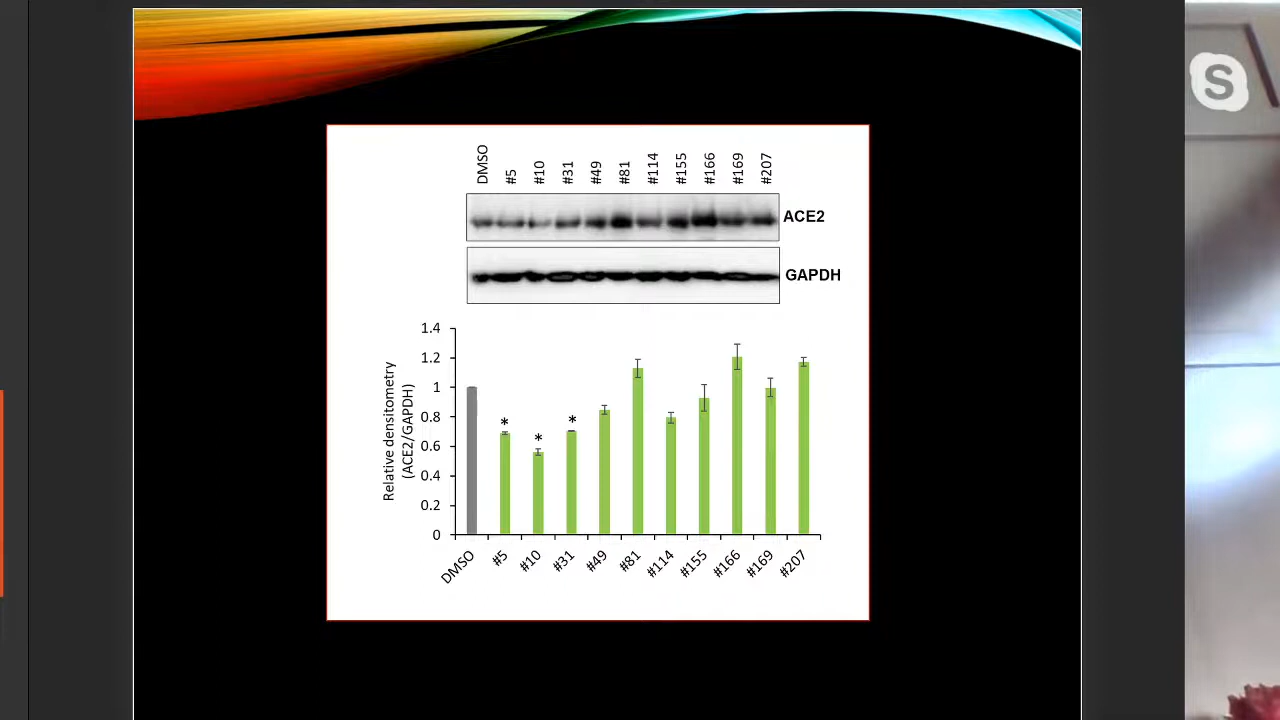 DMSO #5 #10 #31 #49 #81 #114 #155 #166 #169 #207
ACE2
GAPDH
Relative densitometry
(ACE2/GAPDH)
1.4
1.2
1
0.8
0.6
0.4
0.2
0
* * *
DMSO #5 #10 #31 #49 #81 #114 #155 #166 #169 #207
S